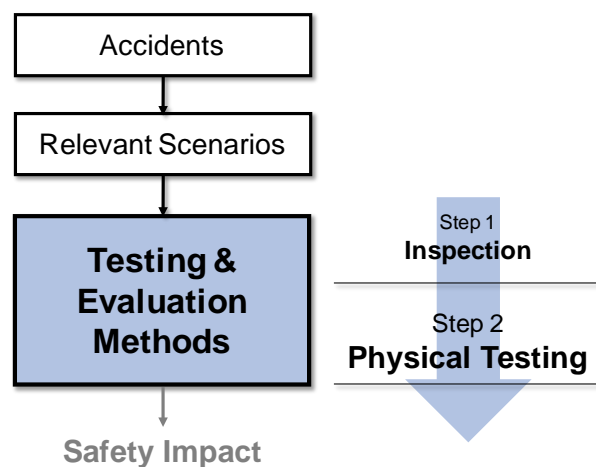 Accidents
Relevant Scenarios
Testing &
Evaluation
Methods
Safety Impact
Step 1
Inspection
Step 2
Physical Testing